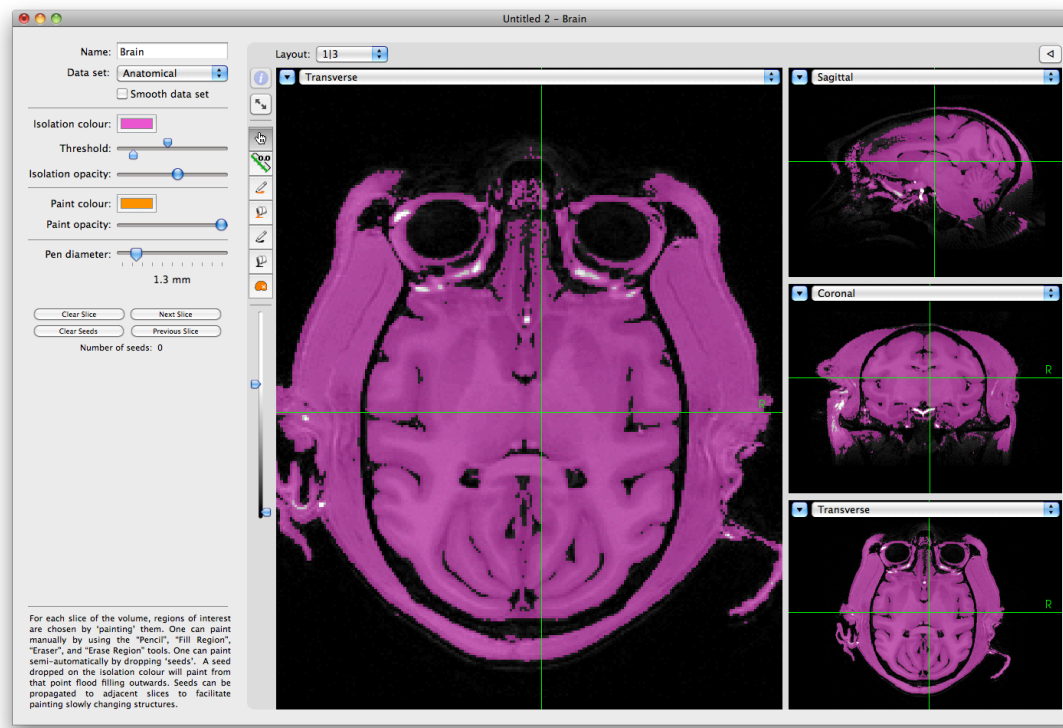 Untitled 2 - Brain
Name: Brain
Layout: 1|3
Data set: Anatomical
Smooth data set
Transverse
Sagittal
Isolation colour:
Threshold:
0.0
Isolation opacity:
Paint colour:
Paint opacity:
Pen diameter:
1.3 mm
Coronal
Clear Slice
Next Slice
Clear Seeds
Previous Slice
Number of seeds: 0
R
R
Transverse
R
For each slice of the volume, regions of interest
are chosen by 'painting' them. One can paint
manually by using the "Pencil", "Fill Region",
"Eraser", and "Erase Region" tools. One can paint
semi-automatically by dropping 'seeds'. A seed
dropped on the isolation colour will paint from
that point flood filling outwards. Seeds can be
propagated to adjacent slices to facilitate
painting slowly changing structures.